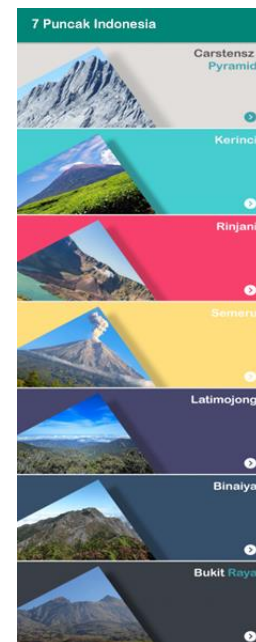 7 Puncak Indonesia
Carstensz
Pyramid
Kerinci
Rinjani
Semeru
Latimojong
Binaiya
Bukit Raya